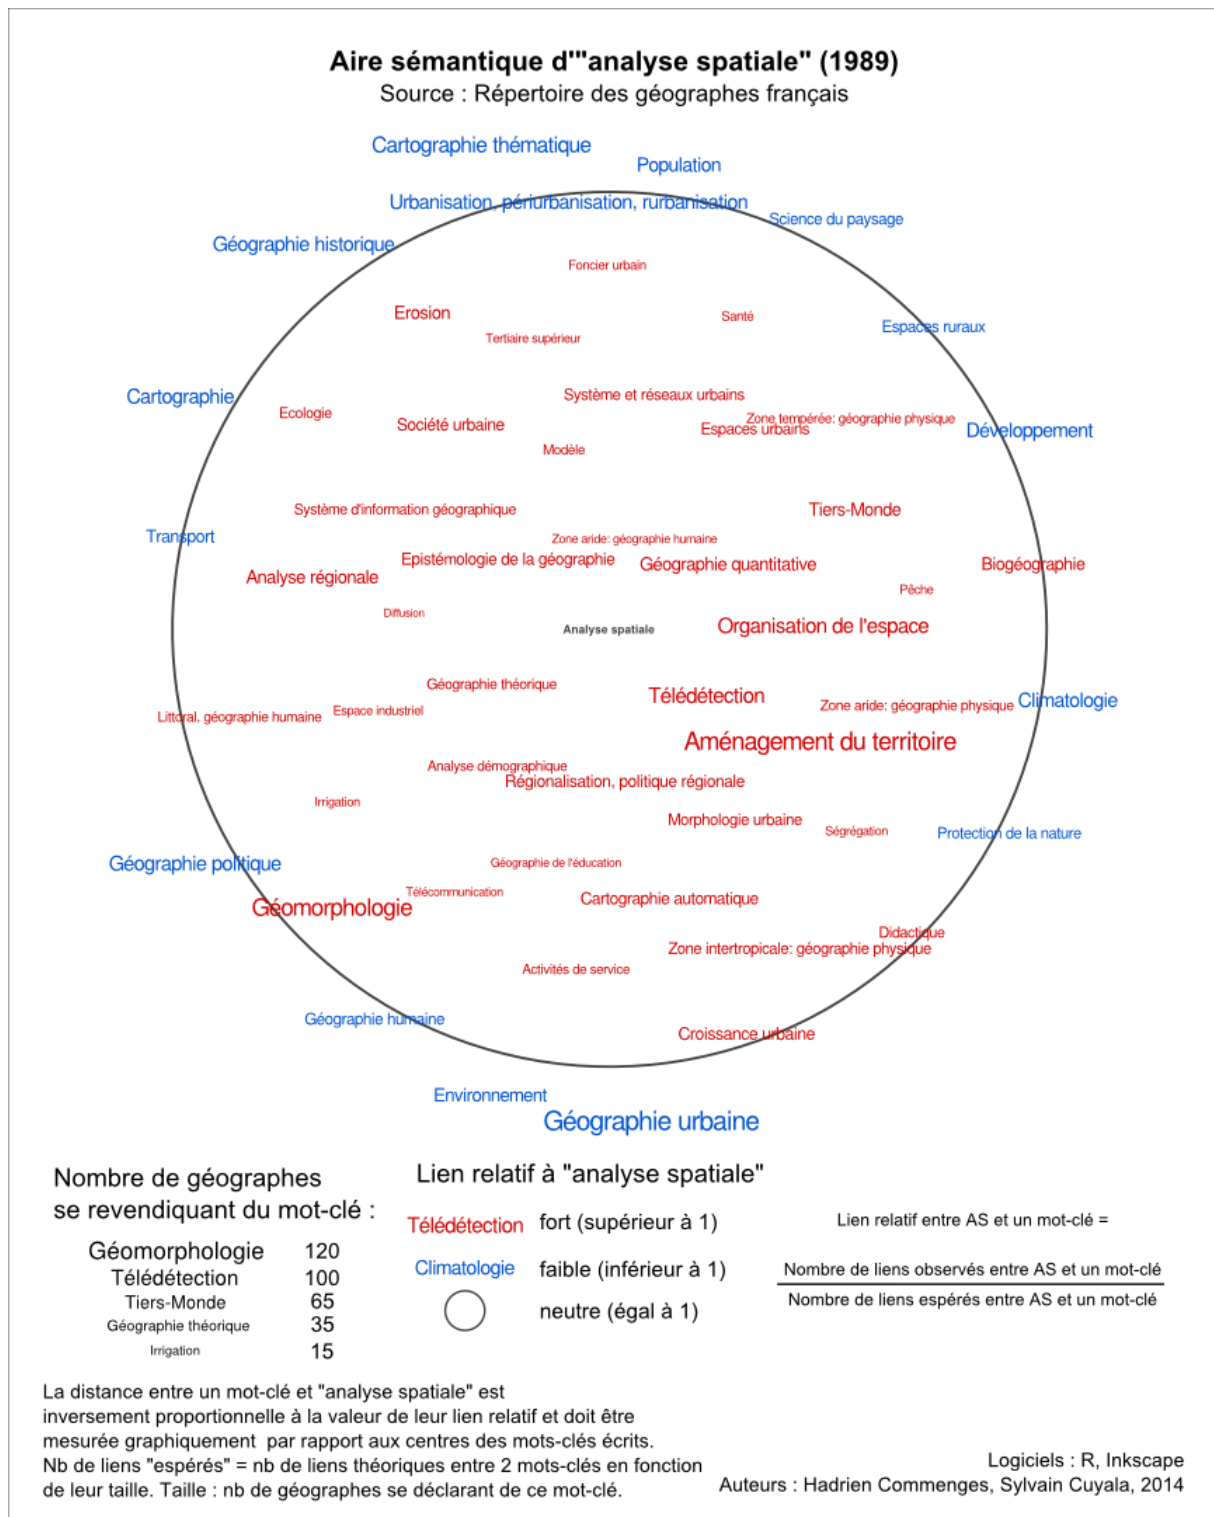 Aire sémantique d'"analyse spatiale" (1989)
Source : Répertoire des géographes français
Cartographie thématique
Population
Urbanisation, périurbanisation, rurbanisation
Science du paysage
Géographie historique
Foncier urbain
Erosion
Santé
Espaces ruraux
Tertiaire supérieur
Cartographie
Système et réseaux urbains
Ecologie
Société urbaine
Zone tempérée: géographie physique
Espaces urbains
Développement
Modèle
Système d'information géographique
Tiers-Monde
Transport
Zone aride: géographie humaine
Epistémologie de la géographie
Géographie quantitative
Biogéographie
Analyse régionale
Pêche
Diffusion
Analyse spatiale
Organisation de l'espace
Géographie théorique
Télédétection
Littoral, géographie humaine
Espace industriel
Zone aride: géographie physique
Climatologie
Aménagement du territoire
Analyse démographique
Régionalisation, politique régionale
Irrigation
Morphologie urbaine
Ségrégation
Protection de la nature
Géographie politique
Géographie de l'éducation
Télécommunication
Géomorphologie
Cartographie automatique
Didactique
Zone intertropicale: géographie physique
Activités de service
Géographie humaine
Croissance urbaine
Environnement
Géographie urbaine
Nombre de géographes
se revendiquant du mot-clé :
Géomorphologie 120
Télédétection 100
Tiers-Monde 65
Géographie théorique 35
Irrigation 15
Lien relatif à "analyse spatiale"
Télédétection fort (supérieur à 1)
Climatologie faible (inférieur à 1)
neutre (égal à 1)
Lien relatif entre AS et un mot-clé =
Nombre de liens observés entre AS et un mot-clé
Nombre de liens espérés entre AS et un mot-clé
La distance entre un mot-clé et "analyse spatiale" est
inversement proportionnelle à la valeur de leur lien relatif et doit être
mesurée graphiquement par rapport aux centres des mots-clés écrits.
Nb de liens "espérés" = nb de liens théoriques entre 2 mots-clés en fonction
de leur taille. Taille : nb de géographes se déclarant de ce mot-clé.
Logiciels : R, Inkscape
Auteurs : Hadrien Commenges, Sylvain Cuyala, 2014